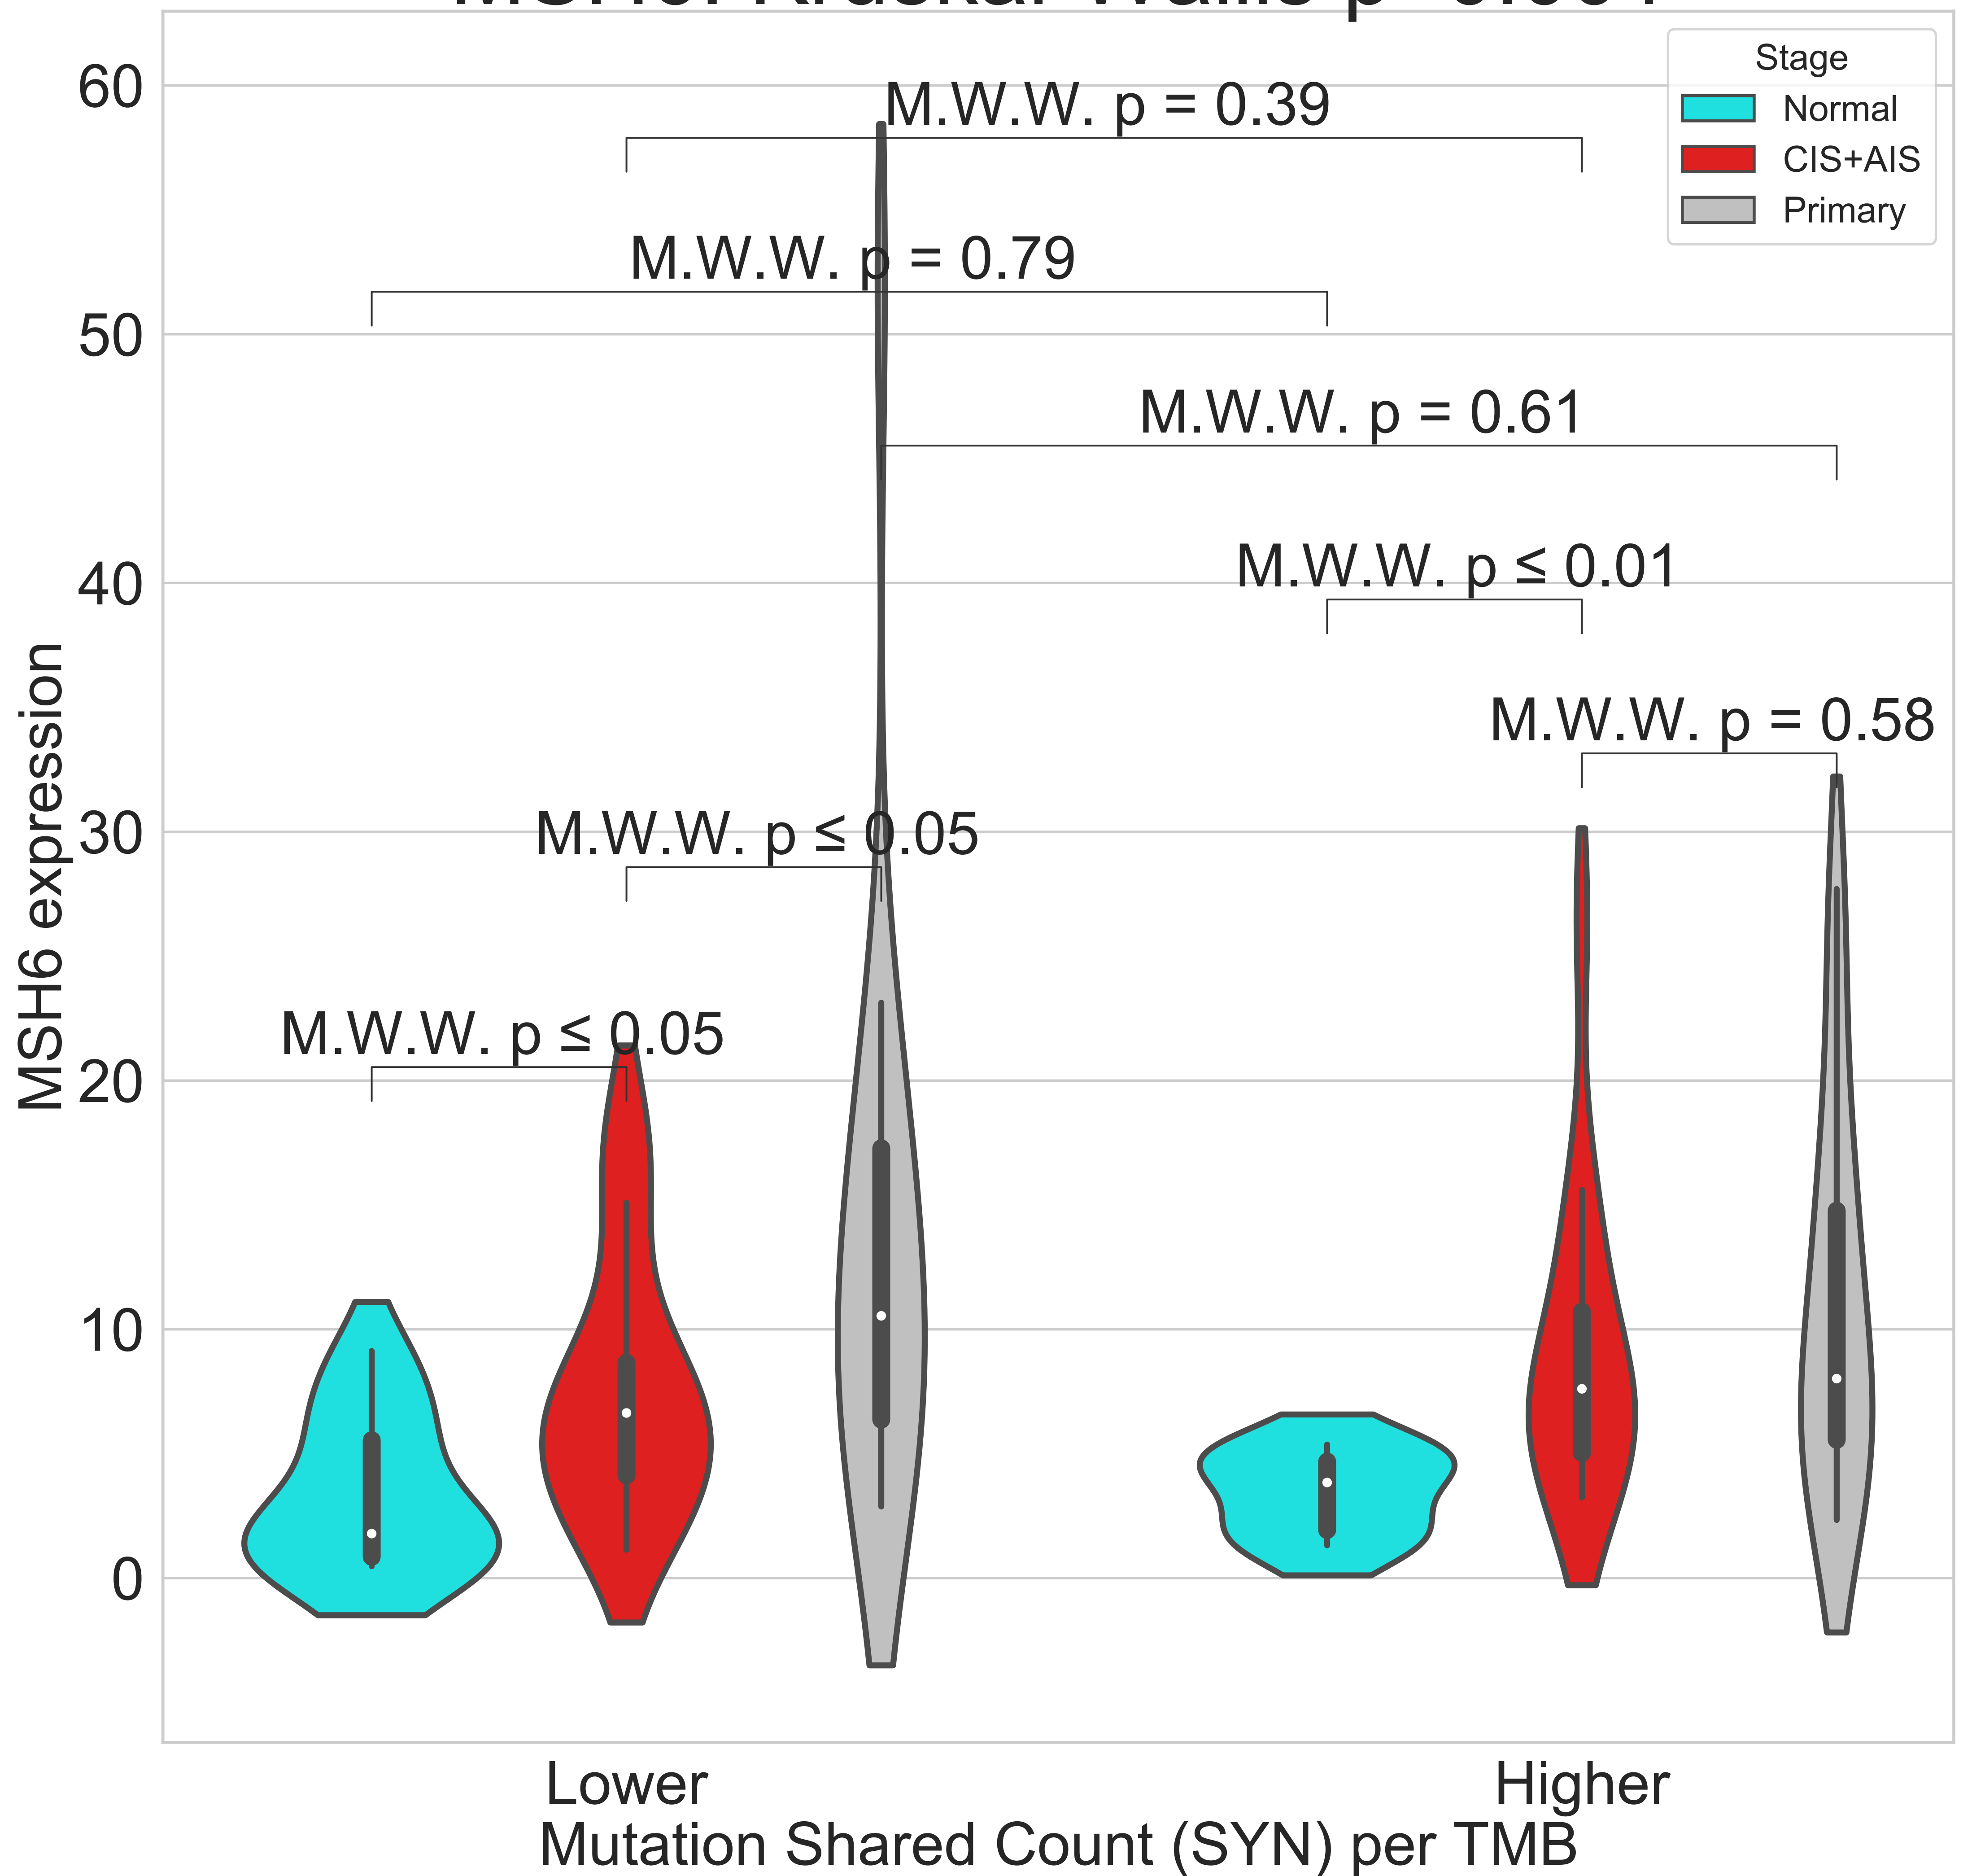 Stage
Normal
CIS+AIS
Primary
60
50
40
30
20
10
0
MSH6 expression
M.W.W. p = 0.39
M.W.W. p = 0.79
M.W.W. p = 0.61
M.W.W. p ≤ 0.01
M.W.W. p = 0.58
M.W.W. p ≤ 0.05
M.W.W. p ≤ 0.05
Lower
Higher
Mutation Shared Count (SYN) per TMB